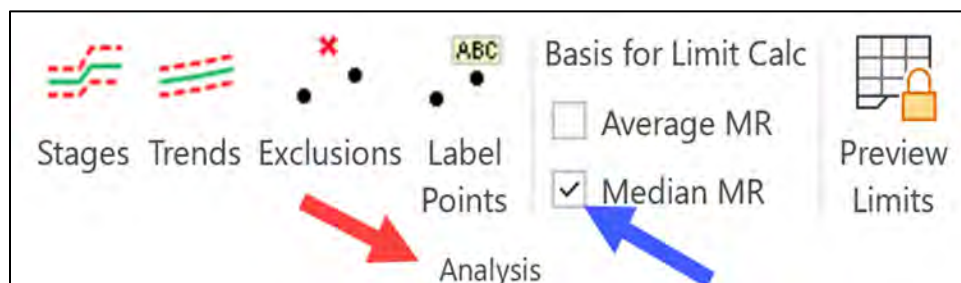 ABC
Stages
Trends
Exclusions
Label
Points
Basis for Limit Calc
Average MR
Median MR
Preview
Limits
Analysis